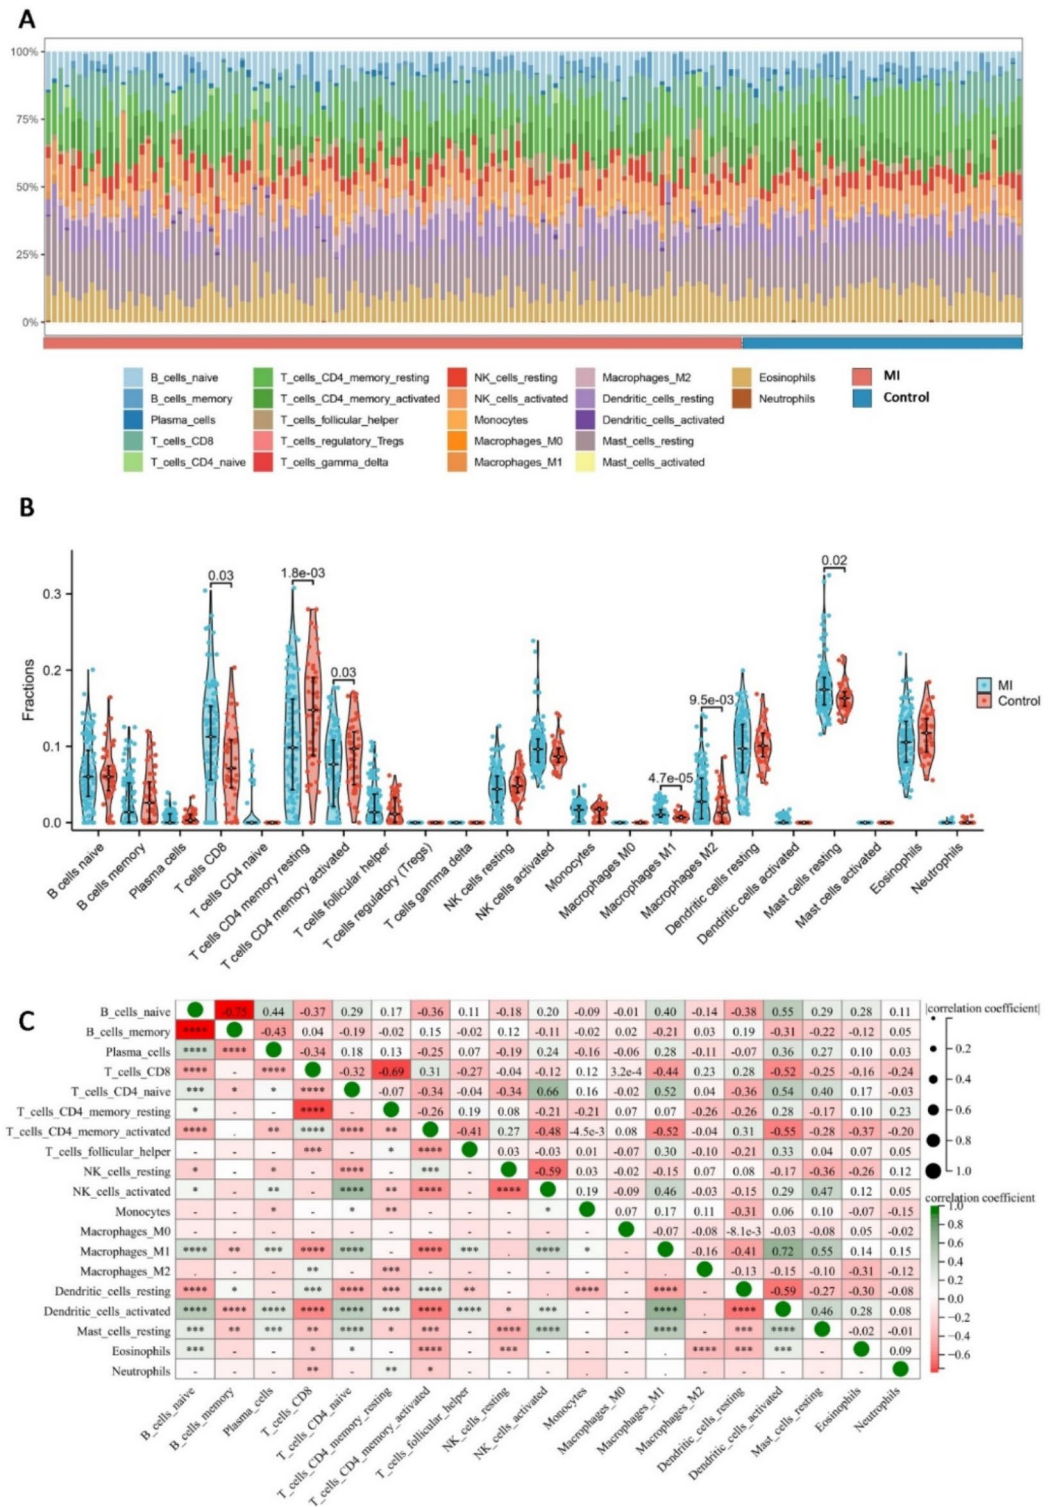 A
100%
75%
50%
25%
0%
B_cells_naive
B_cells_memory
Plasma_cells
T_cells_CD8
T_cells_CD4_naive
T_cells_CD4_memory_resting
T_cells_CD4_memory_activated
T_cells_follicular_helper
T_cells_regulatory_Tregs
T_cells_gamma_delta
NK_cells_resting
NK_cells_activated
Monocytes
Macrophages_M0
Macrophages_M1
Macrophages_M2
Dendritic_cells_resting
Dendritic_cells_activated
Mast_cells_resting
Mast_cells_activated
Eosinophils
Neutrophils
MI
Control
B
Fractions
0.3
0.2
0.1
0.0
0.03
1.8e-03
0.03
4.7e-05
9.5e-03
0.02
MI
Control
B cells naive
B cells memory
Plasma cells
T cells CD8
T cells CD4 naive
T cells CD4 memory resting
T cells CD4 memory activated
T cells follicular helper
T cells regulatory (Tregs)
T cells gamma delta
NK cells resting
NK cells activated
Monocytes
Macrophages M0
Macrophages M1
Macrophages M2
Dendritic cells resting
Dendritic cells activated
Mast cells resting
Mast cells activated
Eosinophils
Neutrophils
C
B_cells_naive -0.75 0.44 -0.37 0.29 0.17 -0.36 0.11 -0.18 0.20 -0.09 -0.01 0.40 -0.14 -0.38 0.55 0.29 0.28 0.11
B_cells_memory **** -0.43 0.04 -0.19 -0.02 0.15 -0.02 0.12 -0.11 -0.02 0.02 -0.21 0.03 0.19 -0.31 -0.22 -0.12 0.05
Plasma_cells **** **** -0.34 0.18 0.13 -0.25 0.07 -0.19 0.24 -0.16 -0.06 0.28 -0.11 -0.07 0.36 0.27 0.10 0.03
T_cells_CD8 **** - **** -0.32 -0.69 0.31 -0.27 -0.04 -0.12 0.12 3.2e-4 -0.44 0.23 0.28 -0.52 -0.25 -0.16 -0.24
T_cells_CD4_naive *** * * **** -0.07 -0.34 -0.04 -0.34 0.66 0.16 -0.02 0.52 0.04 -0.36 0.54 0.40 0.17 -0.03
T_cells_CD4_memory_resting * - - **** - -0.26 0.19 0.08 -0.21 -0.21 0.07 0.07 -0.26 -0.26 0.28 -0.17 0.10 0.23
T_cells_CD4_memory_activated **** . ** **** **** ** -0.41 0.27 -0.48 -4.5e-3 0.08 -0.52 -0.04 0.31 -0.55 -0.28 -0.37 -0.20
T_cells_follicular_helper - - - *** - * **** 0.03 -0.03 0.01 -0.07 0.30 -0.10 -0.21 0.33 0.04 0.07 0.05
NK_cells_resting * - * - **** - *** - -0.59 0.03 -0.02 -0.15 0.07 0.08 -0.17 -0.36 -0.26 0.12
NK_cells_activated * - ** - **** ** **** - **** 0.19 -0.09 0.46 -0.03 -0.15 0.29 0.47 0.12 0.05
Monocytes - - * - * ** - - - * 0.07 0.17 0.11 -0.31 0.06 0.10 -0.07 -0.15
Macrophages_M0 - - - - - - - - - - - -0.07 -0.08 -8.1e-3 -0.03 -0.08 0.05 -0.02
Macrophages_M1 **** ** *** **** **** - **** *** . **** * - -0.16 -0.41 0.72 0.55 0.14 0.15
Macrophages_M2 . - - ** - *** - - - - - - . -0.13 -0.15 -0.10 -0.31 -0.12
Dendritic_cells_resting **** * - *** **** *** **** ** - . **** - **** - -0.59 -0.27 -0.30 -0.08
Dendritic_cells_activated **** **** **** **** **** *** **** **** * *** - - **** . **** 0.46 0.28 0.08
Mast_cells_resting *** ** *** ** **** * *** - **** **** - - **** - *** **** -0.02 -0.01
Eosinophils *** - - * * - **** - *** - - - . **** *** *** - 0.09
Neutrophils - - - ** - ** * - - - - - - - - - - -
B_cells_naive
B_cells_memory
Plasma_cells
T_cells_CD8
T_cells_CD4_naive
T_cells_CD4_memory_resting
T_cells_CD4_memory_activated
T_cells_follicular_helper
NK_cells_resting
NK_cells_activated
Monocytes
Macrophages_M0
Macrophages_M1
Macrophages_M2
Dendritic_cells_resting
Dendritic_cells_activated
Mast_cells_resting
Eosinophils
Neutrophils
|correlation coefficient|
0.2
0.4
0.6
0.8
1.0
correlation coefficient
1.0
0.8
0.6
0.4
0.2
0.0
-0.2
-0.4
-0.6